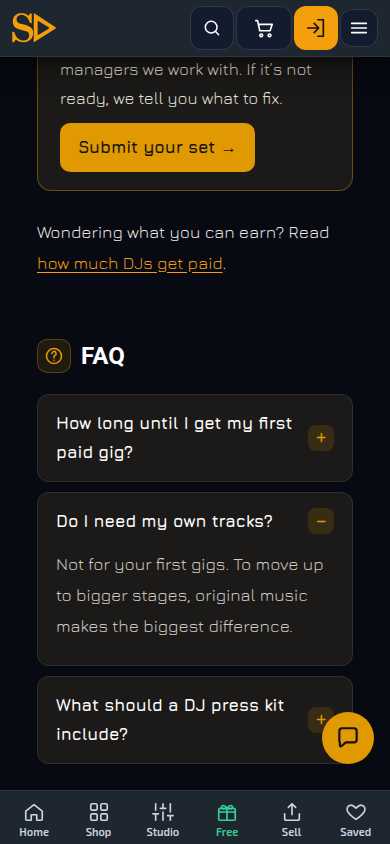 S
managers we work with. If it's not
ready, we tell you what to fix.
Submit your set →
Wondering what you can earn? Read
how much DJs get paid.
FAQ
How long until I get my first
paid gig?
Do I need my own tracks?
Not for your first gigs. To move up
to bigger stages, original music
makes the biggest difference.
What should a DJ press kit
include?
Home Shop Studio Free Sell Saved